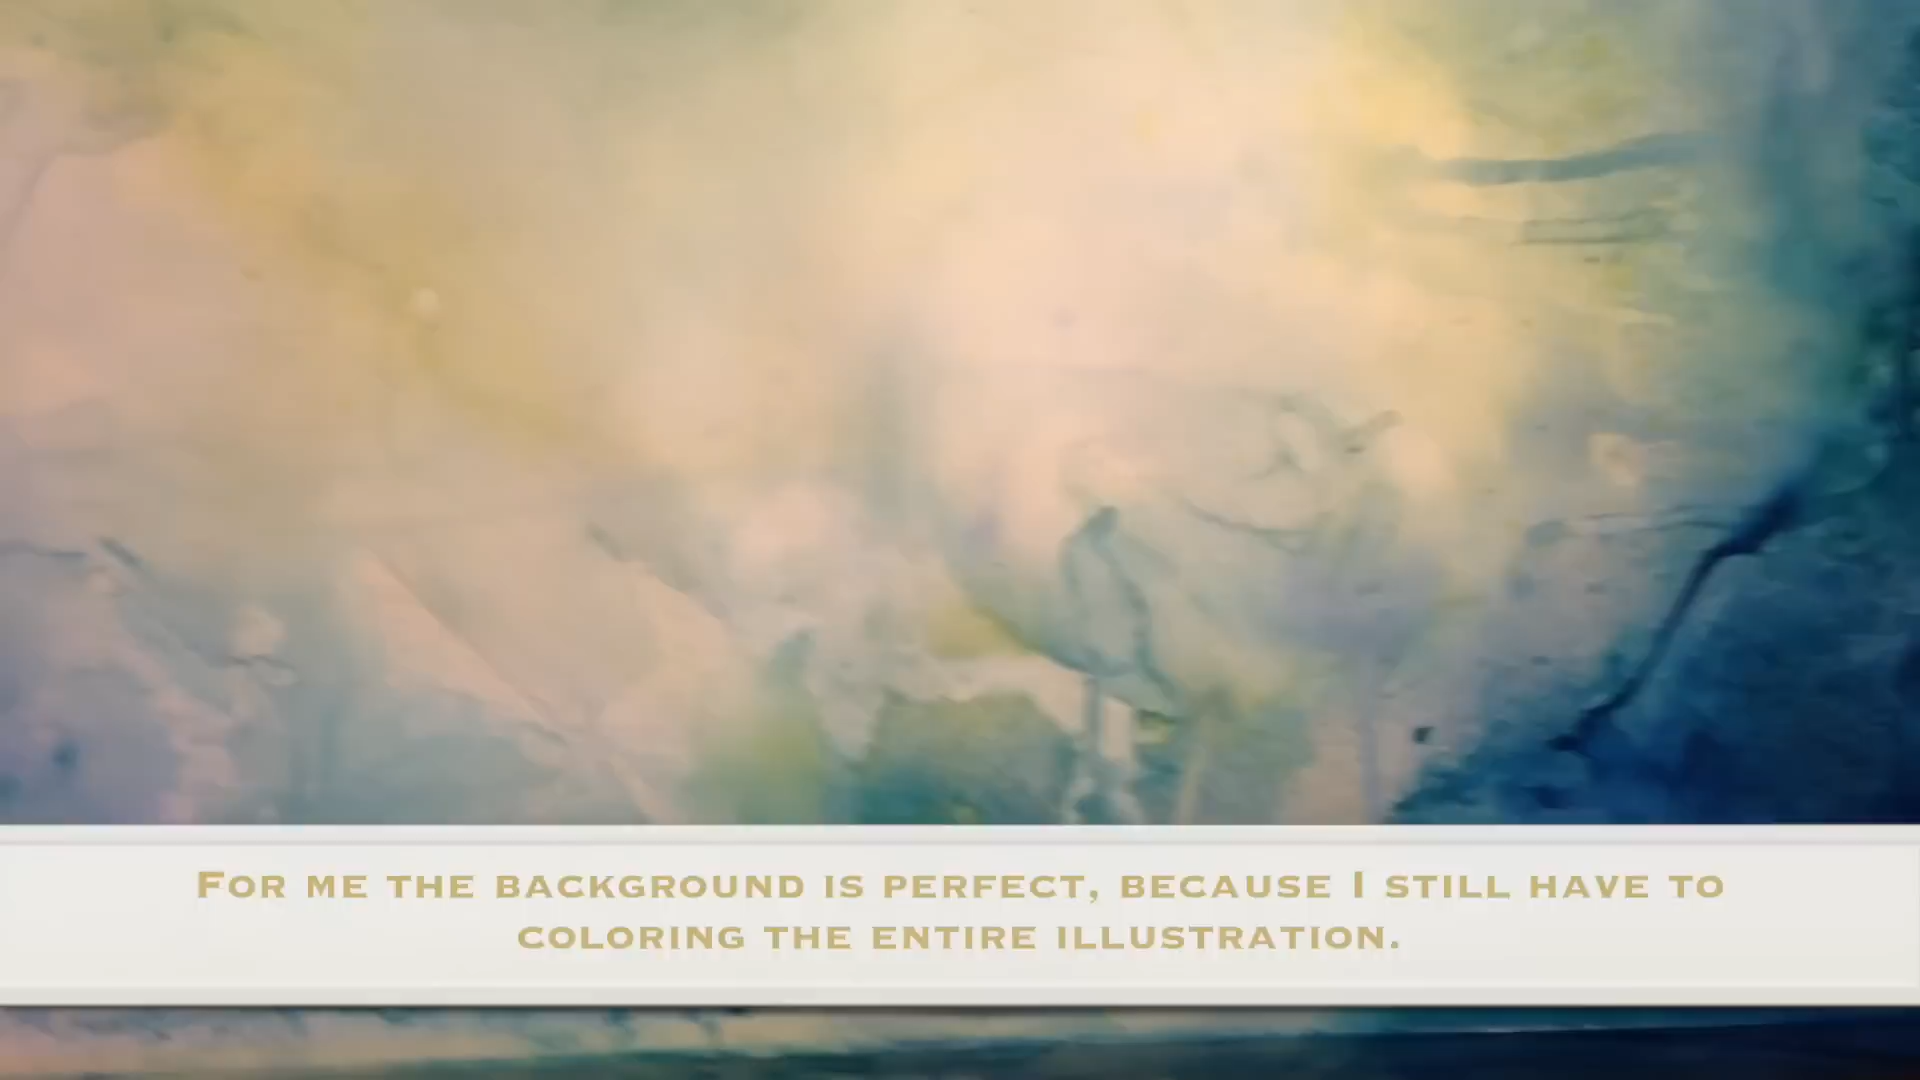 For me the background is perfect, because I still have to
coloring the entire illustration.